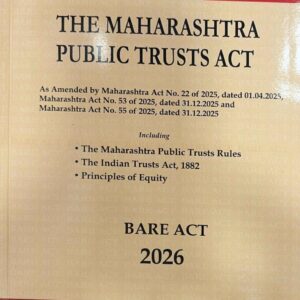 THE MAHARASHTRA
PUBLIC TRUSTS ACT
As Amended by Maharashtra Act No. 22 of 2025, dated 01.04.2025,
Maharashtra Act No. 53 of 2025, dated 31.12.2025 and
Maharashtra Act No. 55 of 2025, dated 31.12.2025
Including
• The Maharashtra Public Trusts Rules
• The Indian Trusts Act, 1882
• Principles of Equity
BARE ACT
2026